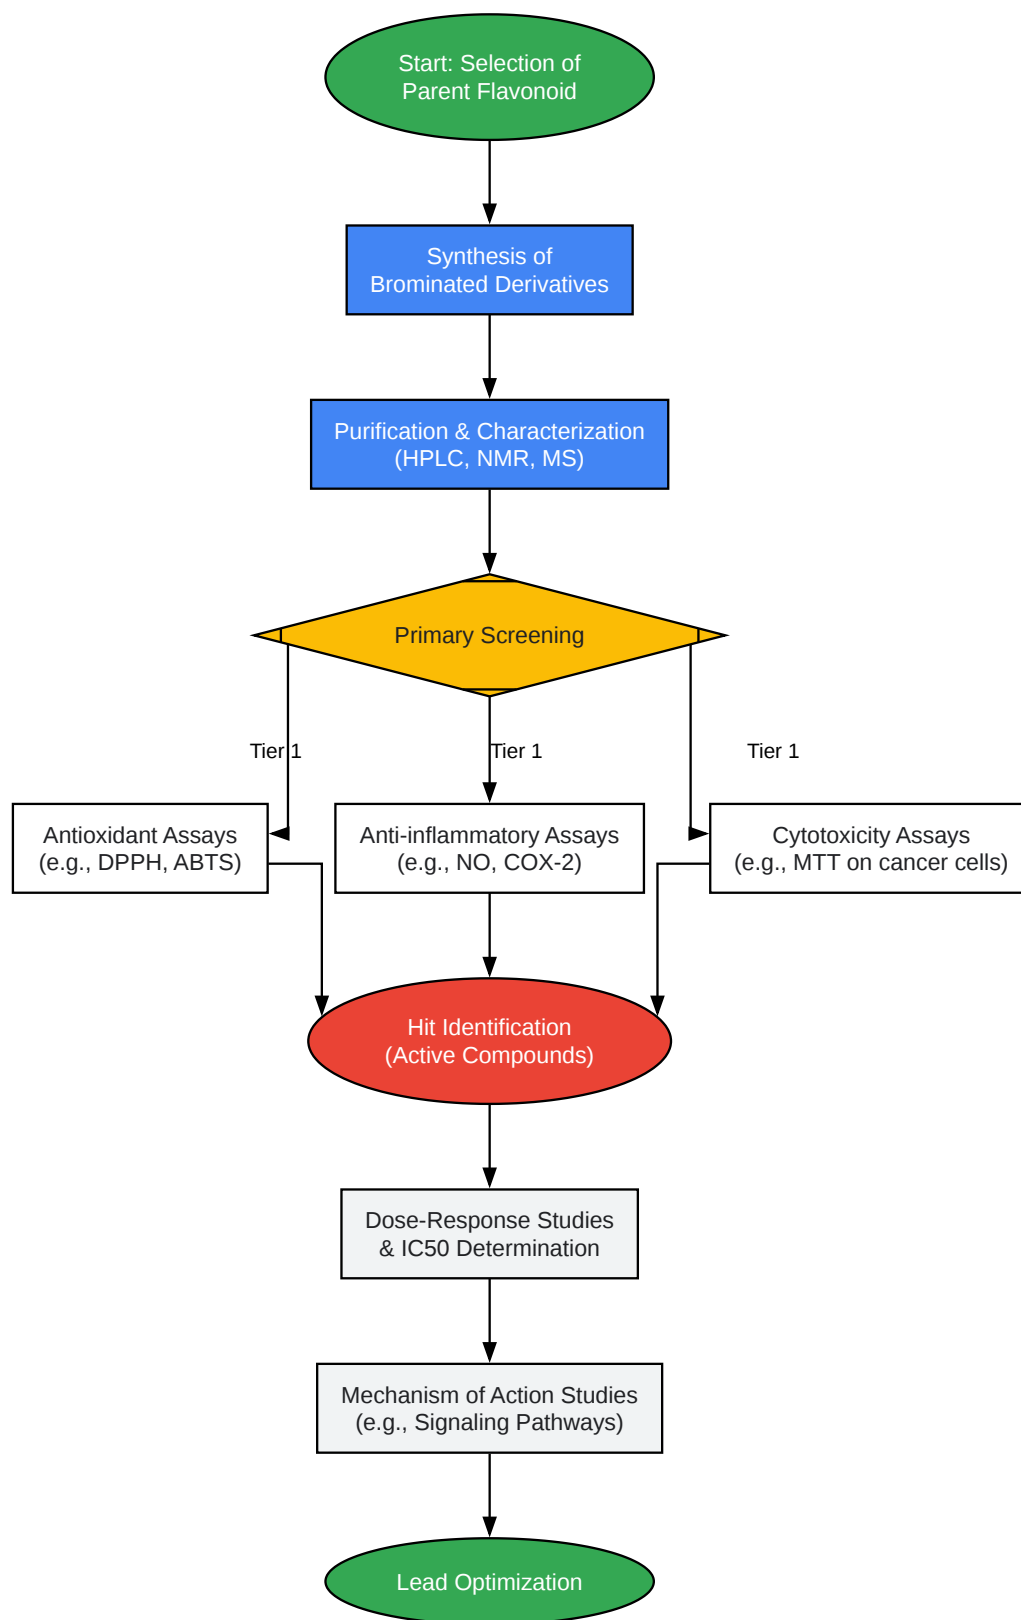 Start: Selection of
Parent Flavonoid
Synthesis of
Brominated Derivatives
Purification & Characterization
(HPLC, NMR, MS)
Primary Screening
Tier 1
Tier 1
Tier 1
Antioxidant Assays
(e.g., DPPH, ABTS)
Anti-inflammatory Assays
(e.g., NO, COX-2)
Cytotoxicity Assays
(e.g., MTT on cancer cells)
Hit Identification
(Active Compounds)
Dose-Response Studies
& IC50 Determination
Mechanism of Action Studies
(e.g., Signaling Pathways)
Lead Optimization